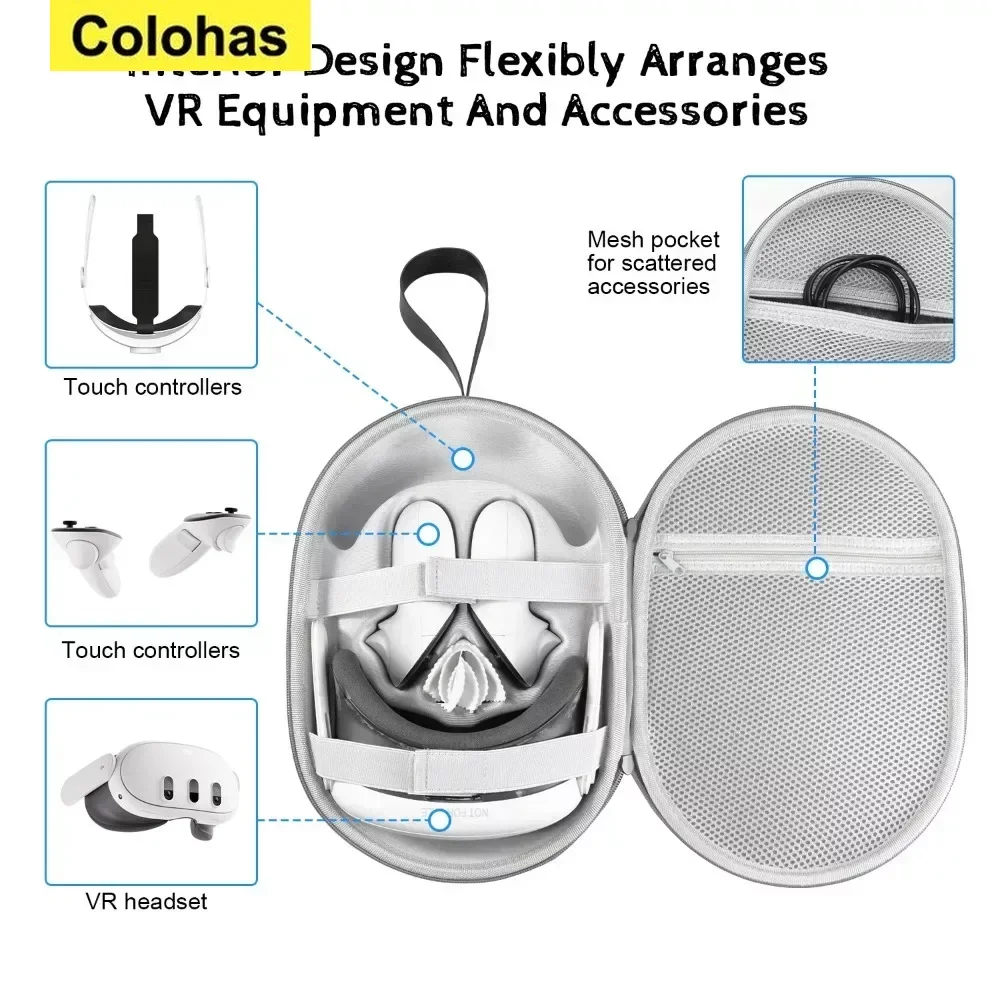 Colohas
Design Flexibly Arranges
VR Equipment And Accessories
Mesh pocket
for scattered
accessories
Touch controllers
Touch controllers
VR headset